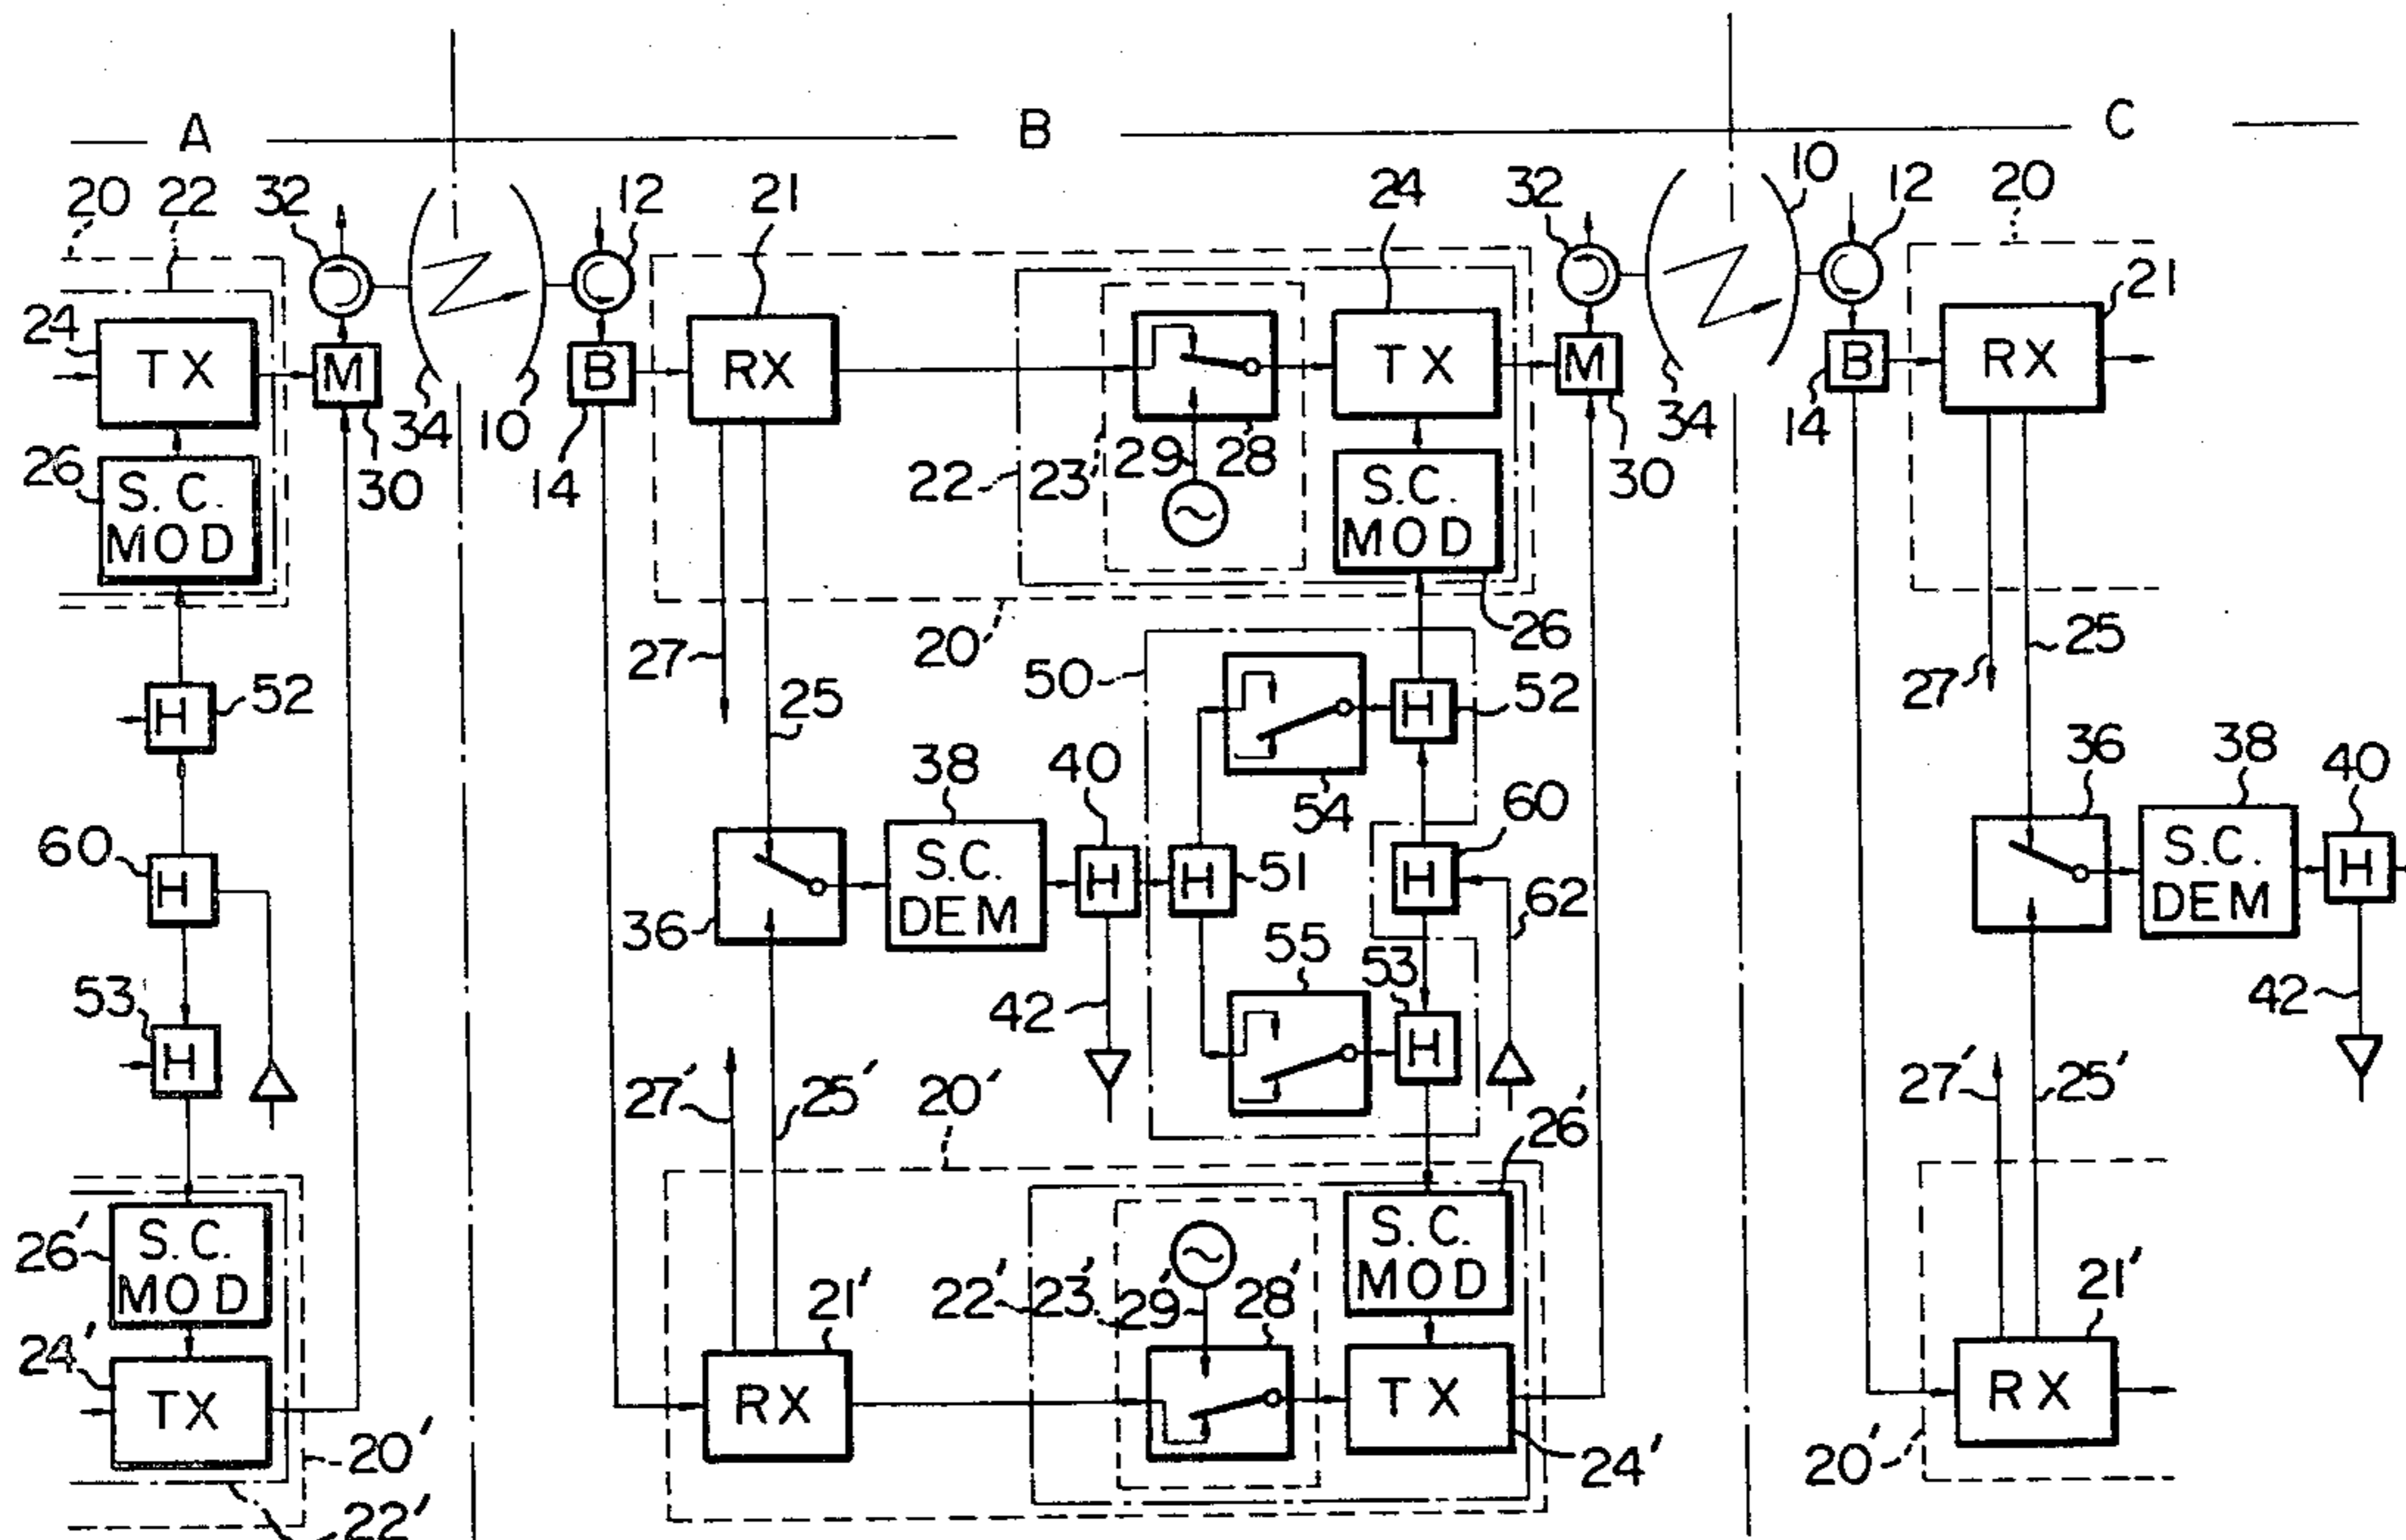 A
B
C
20 22 32
12
21
24
32
10
12
20
24
TX
M
B
RX
TX
M
B
RX
21
34
10
29
28
34
14
26
S.C.
MOD
30
14
22
23'
S.C.
MOD
30
27
25
20'
26
25
27
52
H
50
H
52
38
40
54
60
36
38
40
60
H
36
S.C.
DEM
H
H
51
H
62
S.C.
DEM
H
55
53
53
H
42
H
42
27'
25'
20'
26'
27'
25'
26'
S.C.
MOD
S.C.
MOD
21'
22'
23'
29'
28'
21'
24'
TX
RX
TX
RX
20'
24'
20'
22'